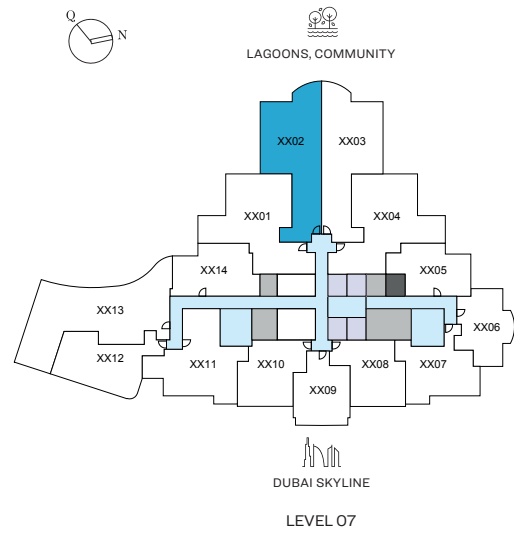 Q
N
LAGOONS, COMMUNITY
XX02
XX03
XX01
XX04
XX14
XX05
XX13
XX06
XX12
XX11
XX10
XX08
XX07
XX09
DUBAI SKYLINE
LEVEL 07